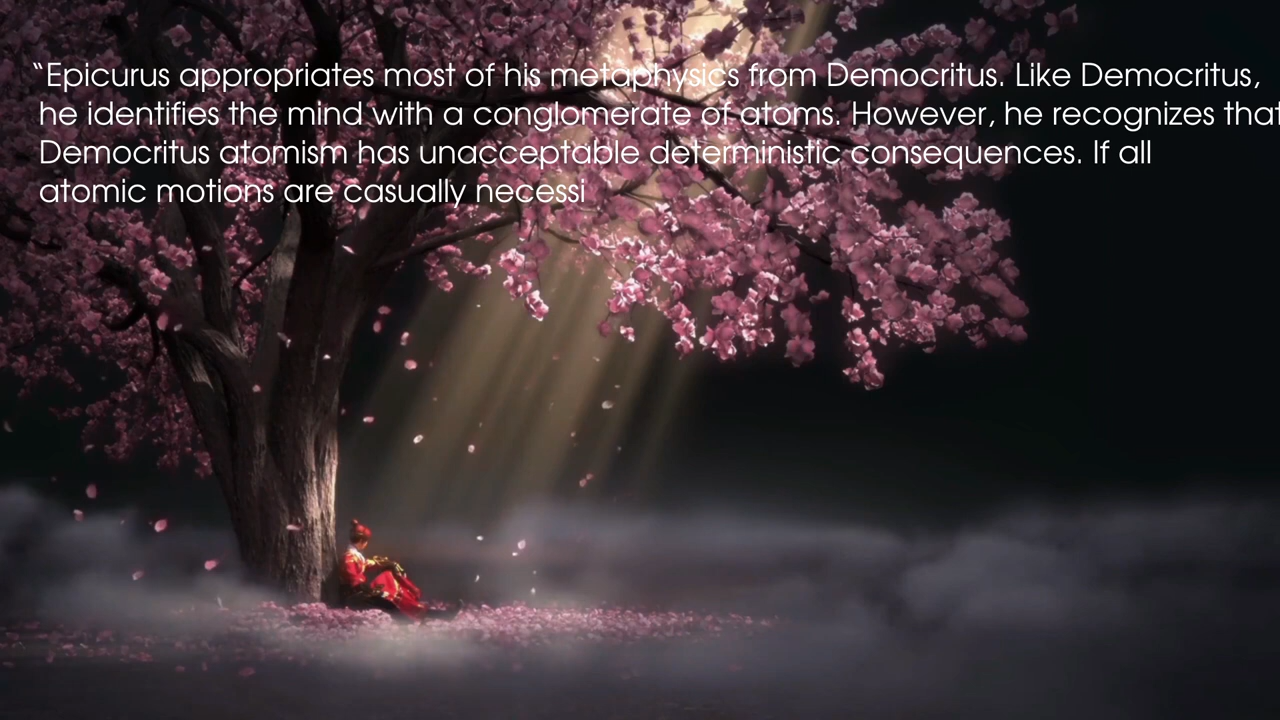 “Epicurus appropriates most of his metaphysics from Democritus. Like Democritus,
he identifies the mind with a conglomerate of atoms. However, he recognizes that
Democritus atomism has unacceptable deterministic consequences. If all
atomic motions are casually necessi